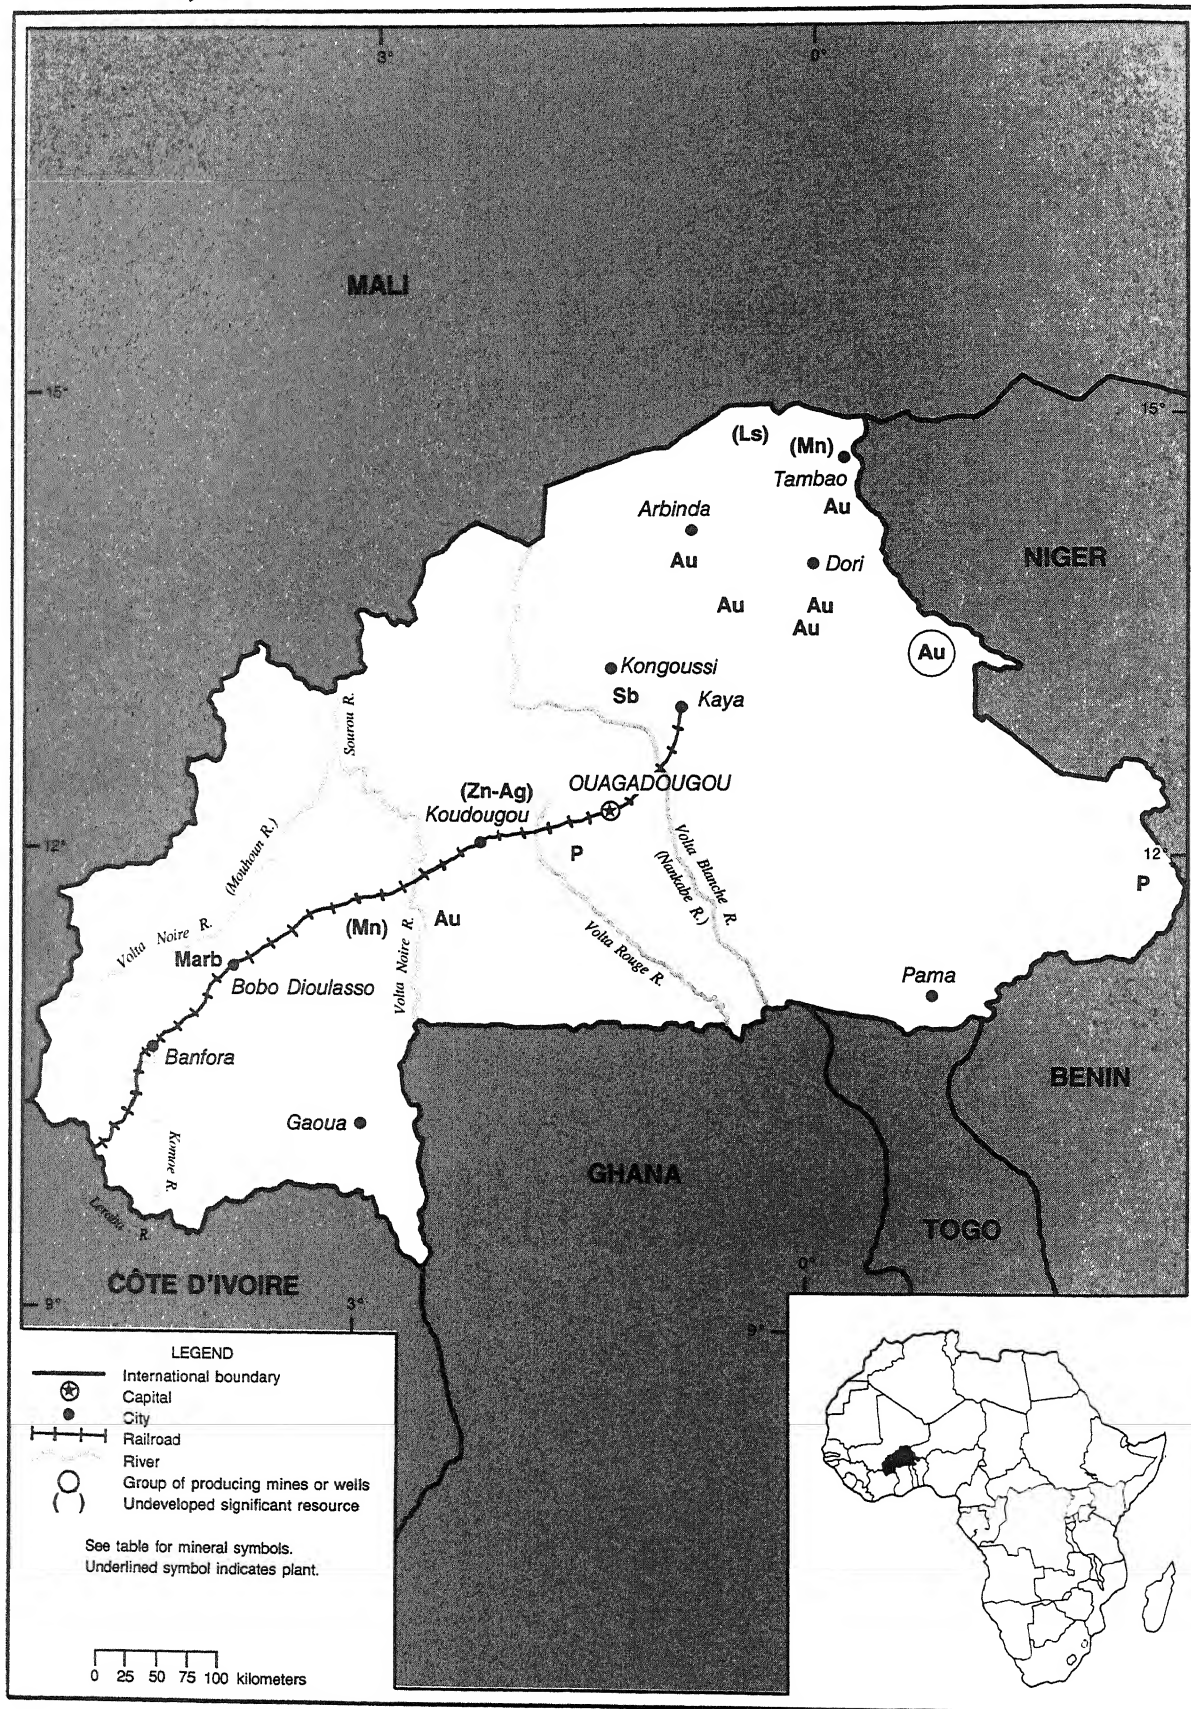 3°
0°
MALI
15°
15°
(Ls)
(Mn)
Tambao
Au
Arbinda
Au
Dori
NIGER
Au
Au
Au
Au
Kongoussi
Sb
Kaya
Sourou R.
OUAGADOUGOU
(Zn-Ag)
Koudougou
P
12°
12°
P
(Mouhoun R.)
Volta Blanche R.
(Nankabe R.)
Volta Noire R.
(Mn)
Au
Volta Noire R.
Volta Rouge R.
Marb
Bobo Dioulasso
Pama
Banfora
BENIN
Gaoua
Komoe R.
GHANA
R.
TOGO
CÔTE D'IVOIRE
0°
9°
3°
9°
LEGEND
International boundary
Capital
City
Railroad
River
Group of producing mines or wells
Undeveloped significant resource
See table for mineral symbols.
Underlined symbol indicates plant.
0 25 50 75 100 kilometers